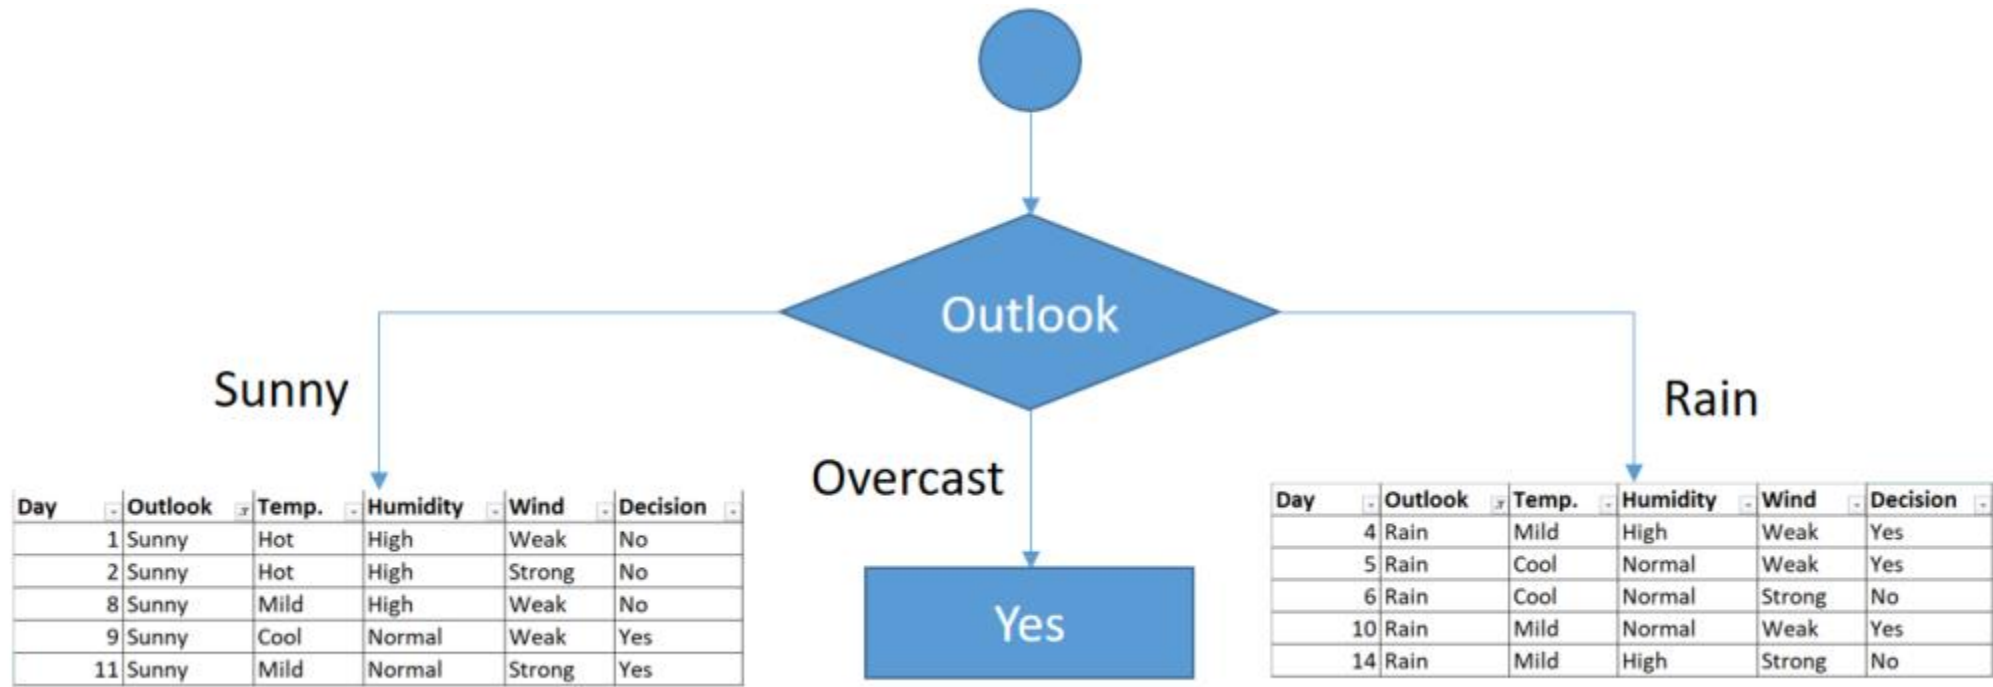 Outlook
Sunny
Rain
Overcast
Yes
Day Outlook Temp. Humidity Wind Decision
1 Sunny Hot High Weak No
2 Sunny Hot High Strong No
8 Sunny Mild High Weak No
9 Sunny Cool Normal Weak Yes
11 Sunny Mild Normal Strong Yes
Day Outlook Temp. Humidity Wind Decision
4 Rain Mild High Weak Yes
5 Rain Cool Normal Weak Yes
6 Rain Cool Normal Strong No
10 Rain Mild Normal Weak Yes
14 Rain Mild High Strong No